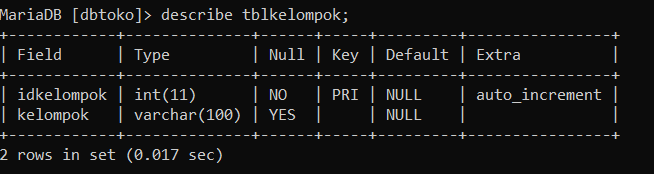 MariaDB [dbtoko]> describe tblkelompok;
+------------+--------------+------+-----+---------+----------------+
| Field      | Type         | Null | Key | Default | Extra          |
+------------+--------------+------+-----+---------+----------------+
| idkelompok | int(11)      | NO   | PRI | NULL    | auto_increment |
| kelompok   | varchar(100) | YES  |     | NULL    |                |
+------------+--------------+------+-----+---------+----------------+
2 rows in set (0.017 sec)